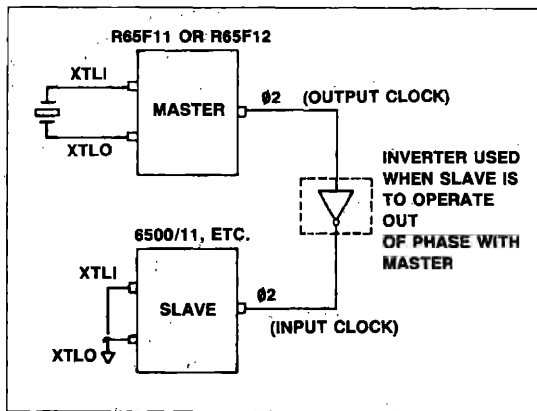 R65F11 OR R65F12
XTLI
MASTER
Ø2 (OUTPUT CLOCK)
XTLO
INVERTER USED
WHEN SLAVE IS
TO OPERATE
OUT
OF PHASE WITH
MASTER
6500/11, ETC.
XTLI
SLAVE
Ø2
(INPUT CLOCK)
XTLO